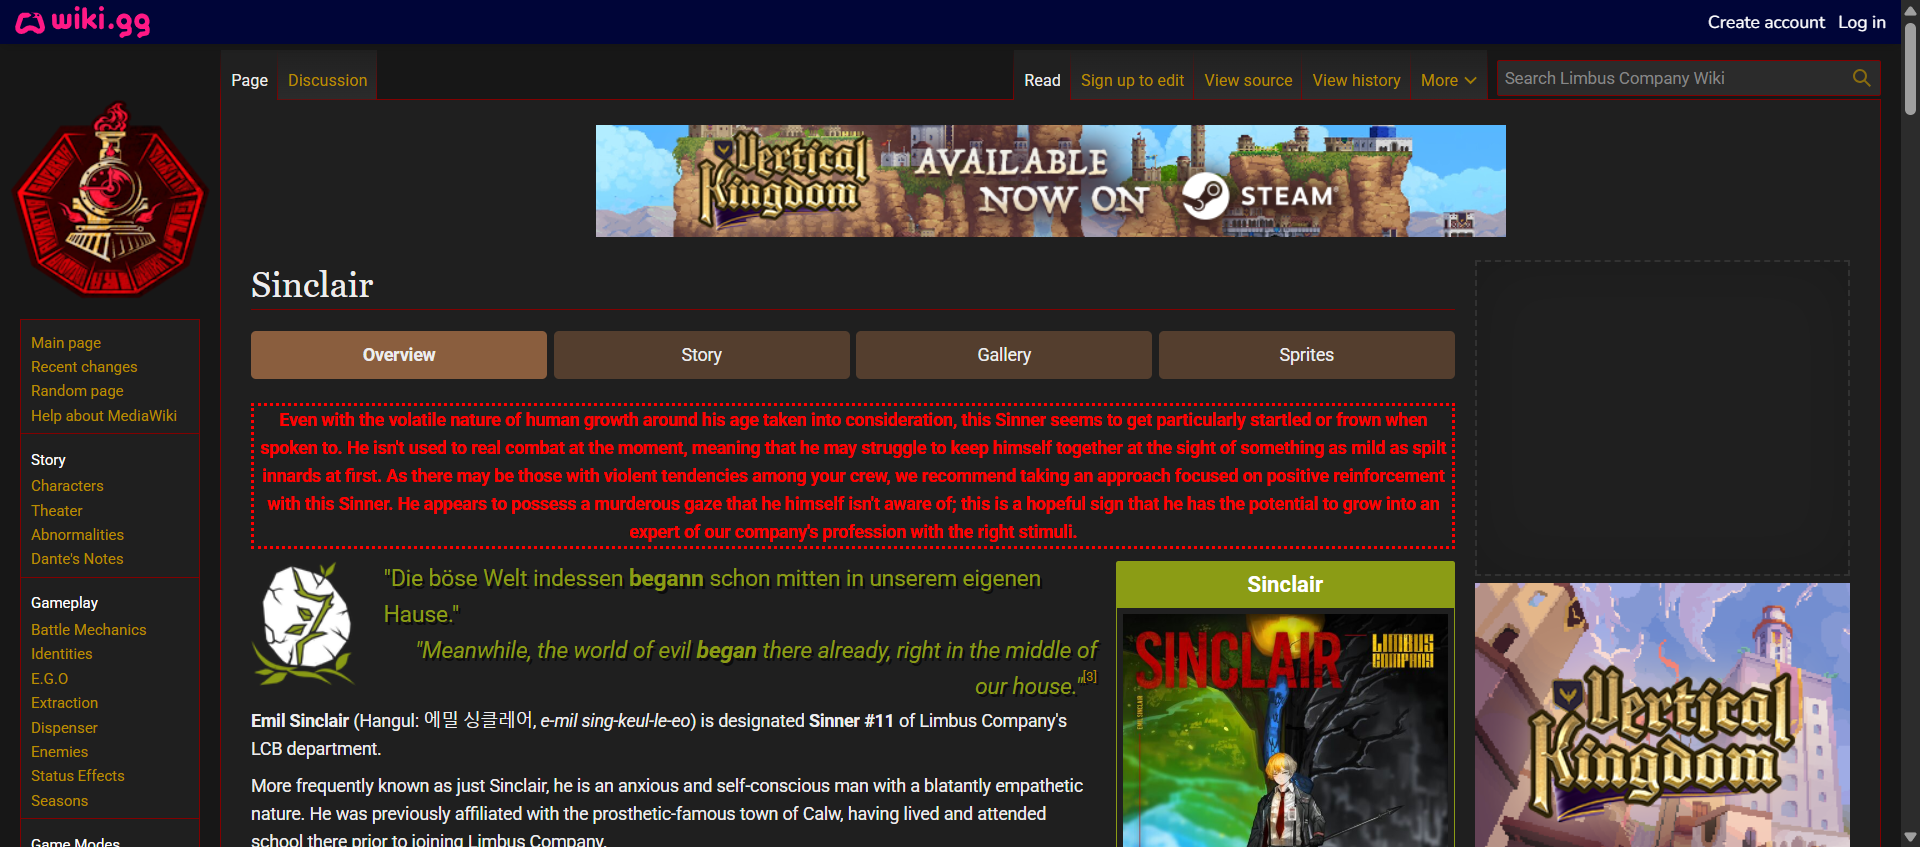 wiki.gg
Create account
Log in
Page
Discussion
Read
Sign up to edit
View source
View history
More
Search Limbus Company Wiki
Vertical Kingdom
AVAILABLE NOW ON
STEAM
Main page
Recent changes
Random page
Help about MediaWiki
Story
Characters
Theater
Abnormalities
Dante's Notes
Gameplay
Battle Mechanics
Identities
E.G.O
Extraction
Dispenser
Enemies
Status Effects
Seasons
Game Modes
Sinclair
Overview
Story
Gallery
Sprites
Even with the volatile nature of human growth around his age taken into consideration, this Sinner seems to get particularly startled or frown when
spoken to. He isn't used to real combat at the moment, meaning that he may struggle to keep himself together at the sight of something as mild as spilt
innards at first. As there may be those with violent tendencies among your crew, we recommend taking an approach focused on positive reinforcement
with this Sinner. He appears to possess a murderous gaze that he himself isn't aware of; this is a hopeful sign that he has the potential to grow into an
expert of our company's profession with the right stimuli.
"Die böse Welt indessen begann schon mitten in unserem eigenen
Hause."
"Meanwhile, the world of evil began there already, right in the middle of
our house."[3]
Emil Sinclair (Hangul: 에밀 싱클레어, e-mil sing-keul-le-eo) is designated Sinner #11 of Limbus Company's
LCB department.
More frequently known as just Sinclair, he is an anxious and self-conscious man with a blatantly empathetic
nature. He was previously affiliated with the prosthetic-famous town of Calw, having lived and attended
school there prior to joining Limbus Company.
Sinclair
SINCLAIR
LIMBUS
COMPANY
EMIL SINCLAIR
Vertical
Kingdom